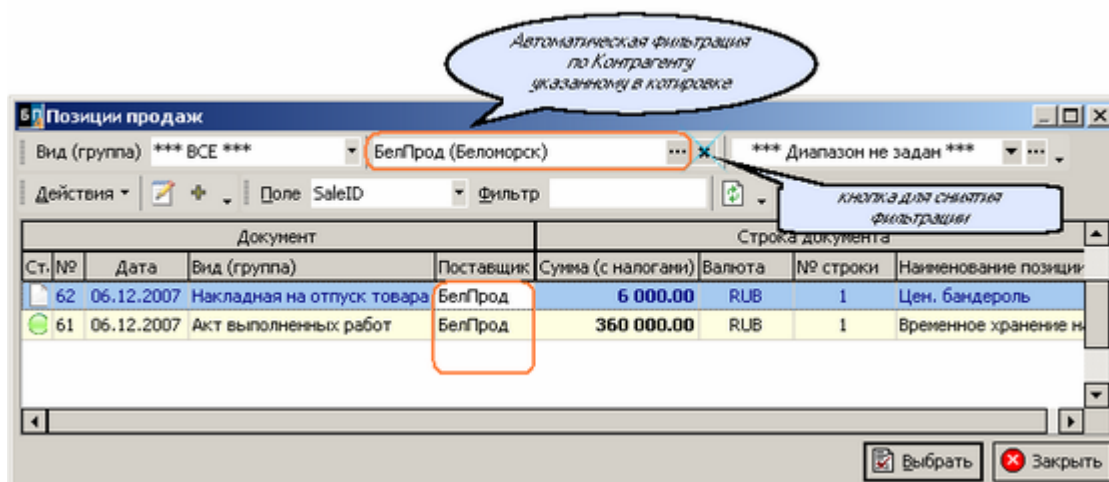 Автоматическая фильтрация
по Контрагенту
указанному в котировке
Позиции продаж
Вид (группа) *** ВСЕ *** БелПрод (Беломорск) ... *** Диапазон не задан *** ...
Действия Поле SaleID Фильтр
кнопка для снятия
фильтрации
Документ Строка документа
Ст. № Дата Вид (группа) Поставщик Сумма (с налогами) Валюта № строки Наименование позиции
62 06.12.2007 Накладная на отпуск товара БелПрод 6 000.00 RUB 1 Цен. бандероль
61 06.12.2007 Акт выполненных работ БелПрод 360 000.00 RUB 1 Временное хранение на
Выбрать Закрыть